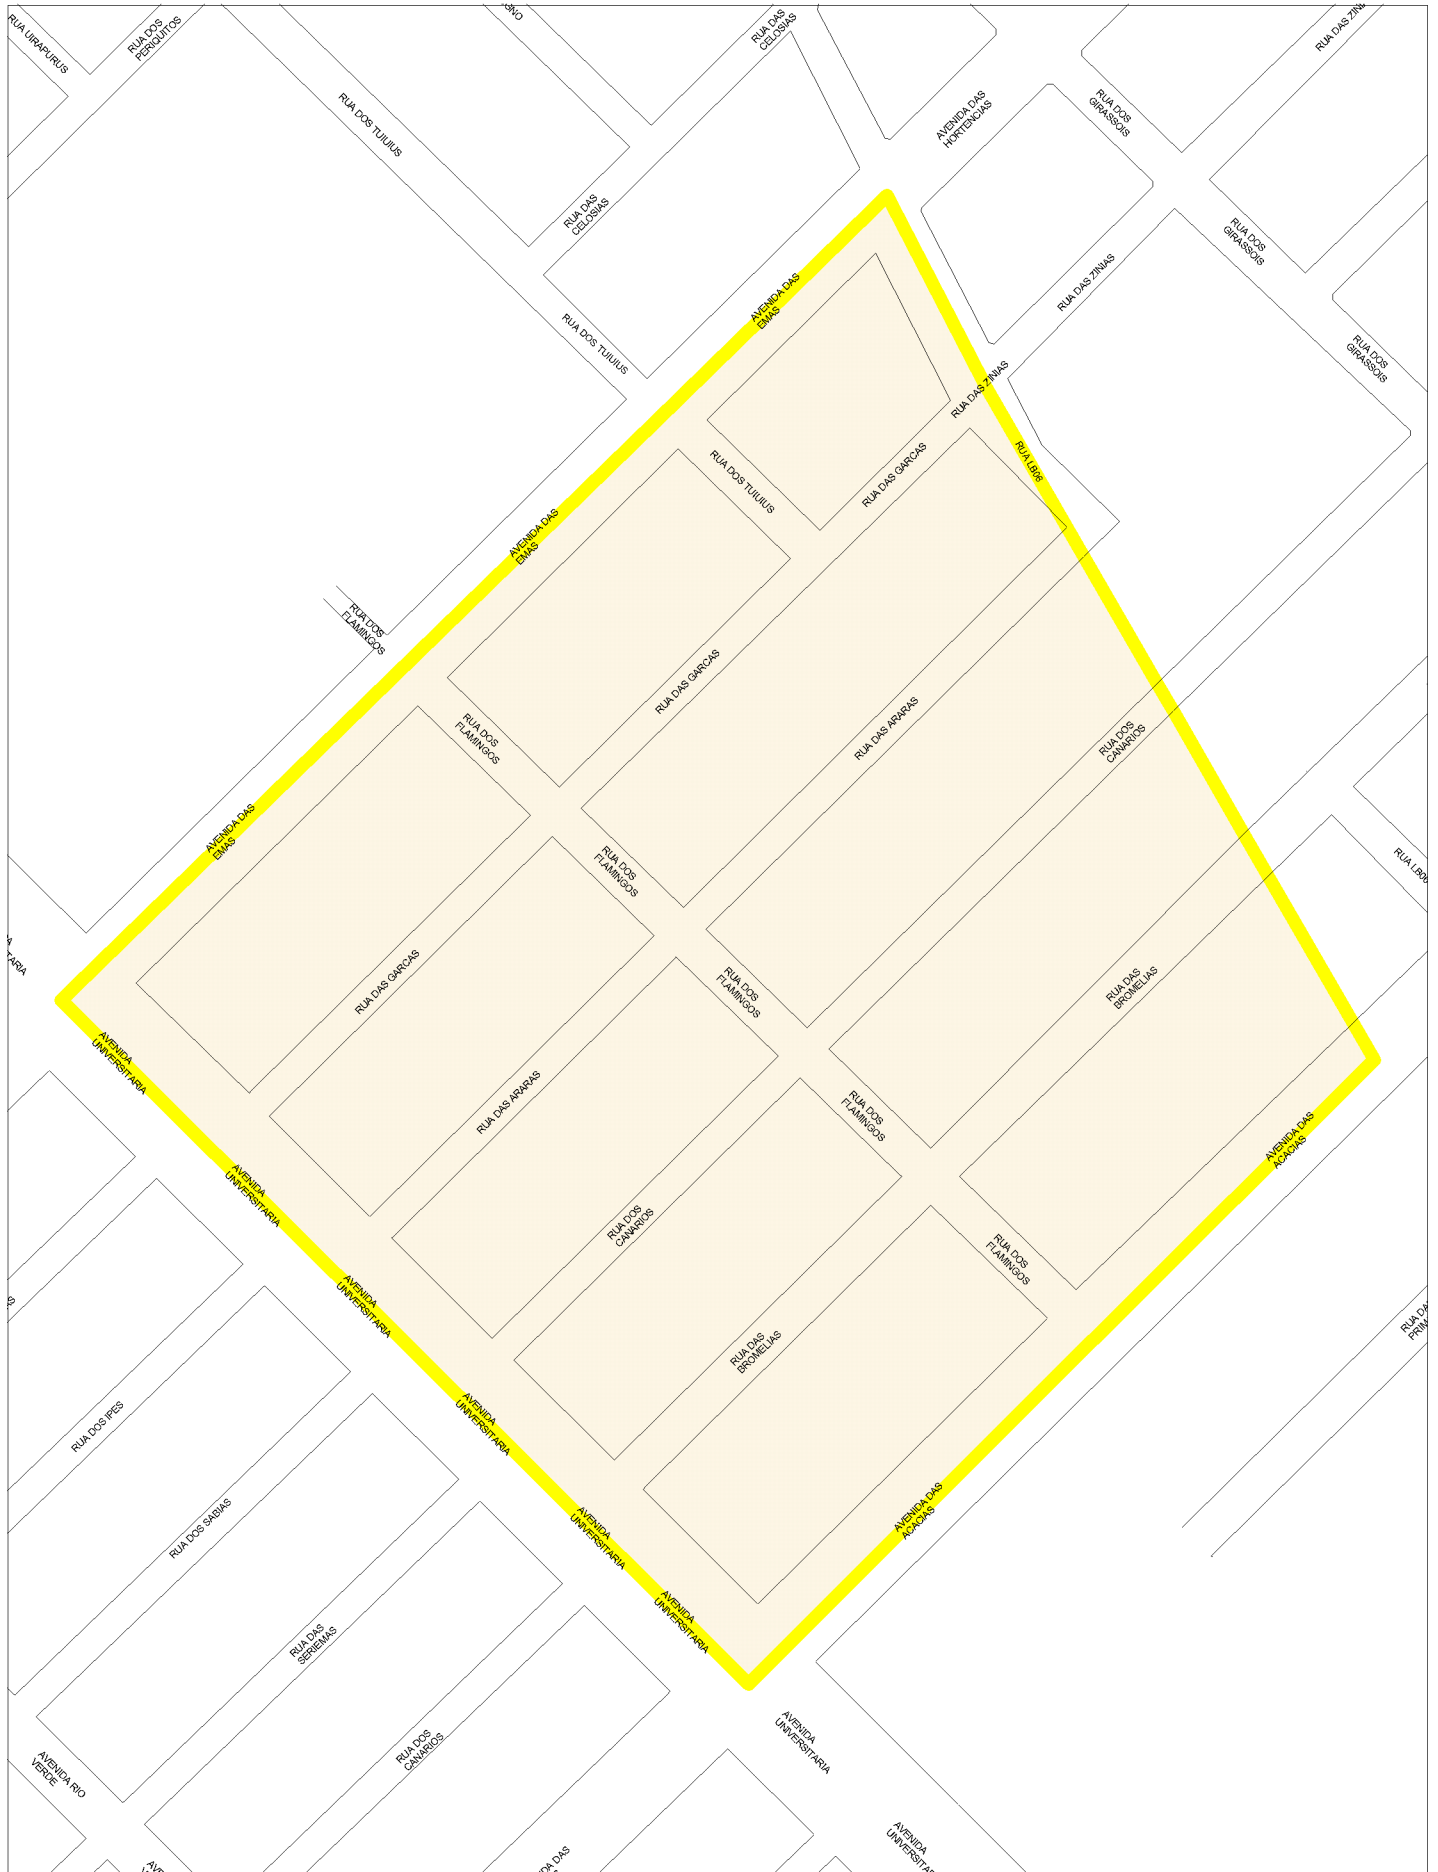 RUA UIRAPURUS
RUA DOS
PERIQUITOS
RUA DAS
CELOSIAS
RUA DOS TUIUIUS
AVENIDA DAS
HORTENCIAS
RUA DOS
GIRASSOIS
RUA DAS
CELOSIAS
RUA DOS
GIRASSOIS
RUA DAS ZINIAS
AVENIDA DAS
EMAS
RUA DOS TUIUIUS
RUA DOS
GIRASSOIS
RUA DAS ZINIAS
RUA LB06
RUA DAS GARCAS
RUA DOS TUIUIUS
AVENIDA DAS
EMAS
RUA DOS
FLAMINGOS
RUA DAS GARCAS
RUA DAS ARARAS
RUA DOS
FLAMINGOS
RUA DOS
CANARIOS
AVENIDA DAS
EMAS
RUA DOS
FLAMINGOS
TARIA
RUA DAS GARCAS
RUA DOS
FLAMINGOS
RUA DAS
BROMELIAS
AVENIDA
UNIVERSITARIA
RUA DAS ARARAS
RUA DOS
FLAMINGOS
AVENIDA DAS
ACACIAS
AVENIDA
UNIVERSITARIA
RUA DOS
CANARIOS
RUA DOS
FLAMINGOS
AVENIDA
UNIVERSITARIA
RUA DAS
BROMELIAS
RUA DOS IPES
AVENIDA
UNIVERSITARIA
RUA DOS SABIAS
AVENIDA
UNIVERSITARIA
AVENIDA DAS
ACACIAS
RUA DAS
SERIEMAS
AVENIDA
UNIVERSITARIA
RUA DOS
CANARIOS
AVENIDA
UNIVERSITARIA
AVENIDA RIO
VERDE
AVENIDA